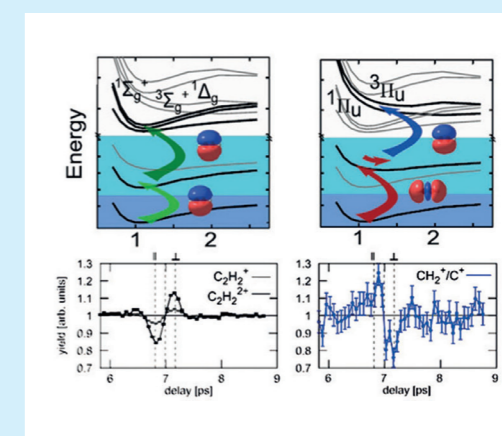 ¹Σg⁺
³Σg⁺ ¹Δg
Energy
1 2
³Πu
¹Πu
1 2
∥ ⊥
1.3
1.2
1.1
1
0.9
0.8
0.7
yield [arb. units]
C₂H₂⁺
C₂H₂²⁺
6 7 8 9
delay [ps]
∥ ⊥
1.3
1.2
1.1
1
0.9
0.8
0.7
CH₂⁺/C⁺
6 7 8 9
delay [ps]